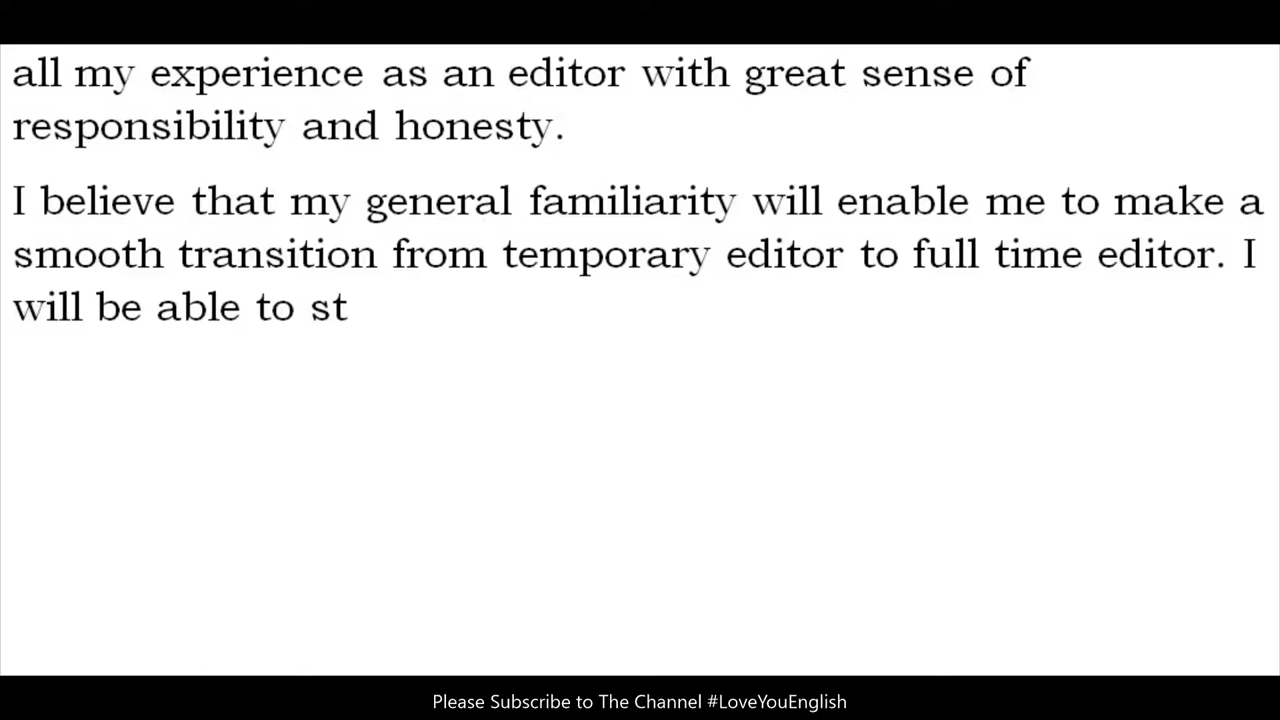 all my experience as an editor with great sense of
responsibility and honesty.
I believe that my general familiarity will enable me to make a
smooth transition from temporary editor to full time editor. I
will be able to st
Please Subscribe to The Channel #LoveYouEnglish